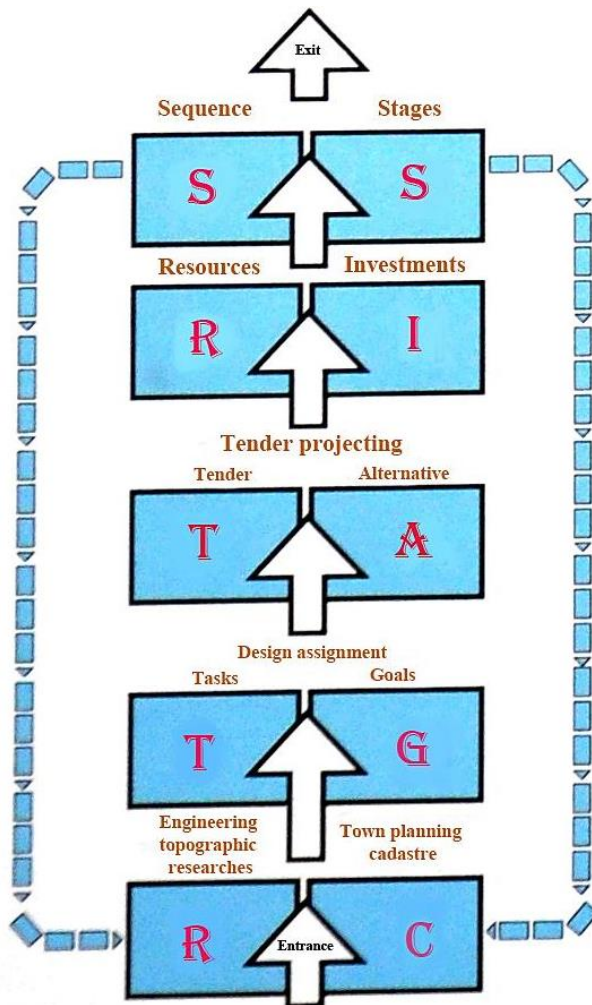 Exit
Sequence Stages
S S
Resources Investments
R I
Tender projecting
Tender Alternative
T A
Design assignment
Tasks Goals
T G
Engineering
topographic
researches
Town planning
cadastre
R C
Entrance